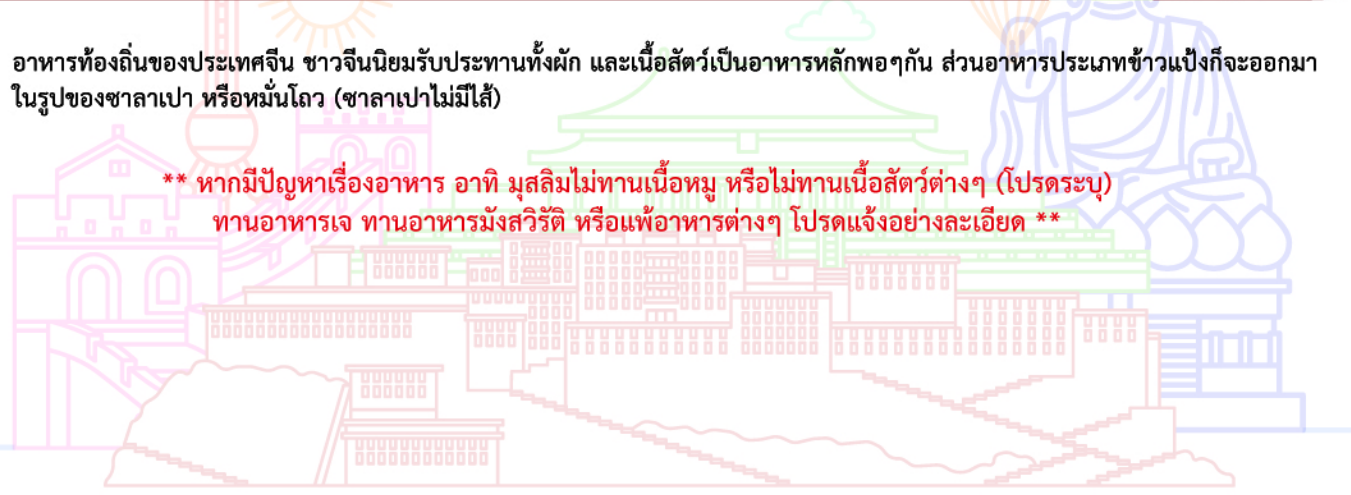 อาหารท้องถิ่นของประเทศจีน ชาวจีนนิยมรับประทานทั้งผัก และเนื้อสัตว์เป็นอาหารหลักพอๆกัน ส่วนอาหารประเภทข้าวแป้งก็จะออกมา
ในรูปของซาลาเปา หรือหมั่นโถว (ซาลาเปาไม่มีไส้)
** หากมีปัญหาเรื่องอาหาร อาทิ มุสลิมไม่ทานเนื้อหมู หรือไม่ทานเนื้อสัตว์ต่างๆ (โปรดระบุ)
ทานอาหารเจ ทานอาหารมังสวิรัติ หรือแพ้อาหารต่างๆ โปรดแจ้งอย่างละเอียด **